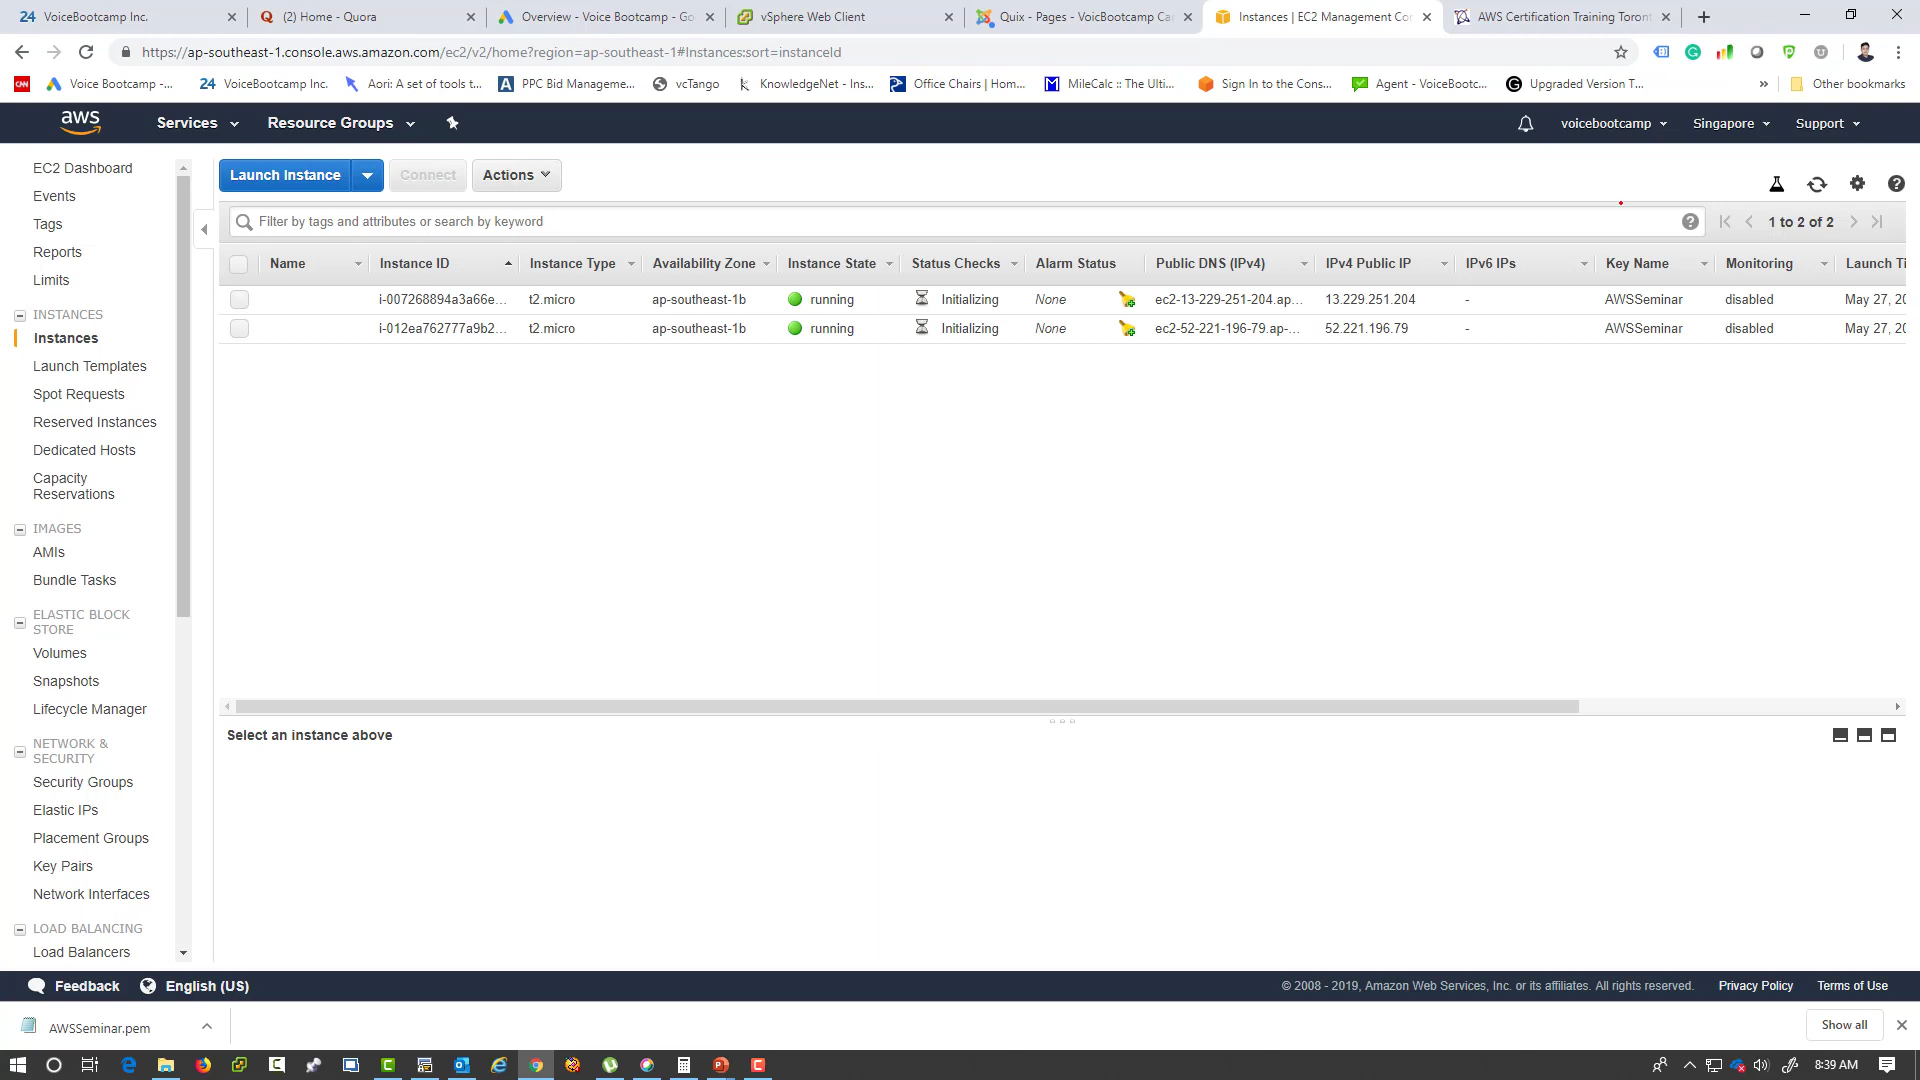 24 VoiceBootcamp Inc.
(2) Home - Quora
Overview - Voice Bootcamp - Go
vSphere Web Client
Quix - Pages - VoicBootcamp Ca
Instances | EC2 Management Co
AWS Certification Training Toront
https://ap-southeast-1.console.aws.amazon.com/ec2/v2/home?region=ap-southeast-1#Instances:sort=instanceId
CNN
Voice Bootcamp -...
24 VoiceBootcamp Inc.
Aori: A set of tools t...
PPC Bid Manageme...
vcTango
KnowledgeNet - Ins...
Office Chairs | Hom...
MileCalc :: The Ulti...
Sign In to the Cons...
Agent - VoiceBootc...
Upgraded Version T...
»
Other bookmarks
aws
Services
Resource Groups
voicebootcamp
Singapore
Support
EC2 Dashboard
Events
Tags
Reports
Limits
INSTANCES
Instances
Launch Templates
Spot Requests
Reserved Instances
Dedicated Hosts
Capacity
Reservations
IMAGES
AMIs
Bundle Tasks
ELASTIC BLOCK
STORE
Volumes
Snapshots
Lifecycle Manager
NETWORK &
SECURITY
Security Groups
Elastic IPs
Placement Groups
Key Pairs
Network Interfaces
LOAD BALANCING
Load Balancers
Launch Instance
Connect
Actions
Filter by tags and attributes or search by keyword
1 to 2 of 2
Name Instance ID Instance Type Availability Zone Instance State Status Checks Alarm Status Public DNS (IPv4) IPv4 Public IP IPv6 IPs Key Name Monitoring Launch Ti
i-007268894a3a66e... t2.micro ap-southeast-1b running Initializing None ec2-13-229-251-204.ap... 13.229.251.204 - AWSSeminar disabled May 27, 20
i-012ea762777a9b2... t2.micro ap-southeast-1b running Initializing None ec2-52-221-196-79.ap-... 52.221.196.79 - AWSSeminar disabled May 27, 20
Select an instance above
Feedback
English (US)
© 2008 - 2019, Amazon Web Services, Inc. or its affiliates. All rights reserved.
Privacy Policy
Terms of Use
AWSSeminar.pem
Show all
8:39 AM